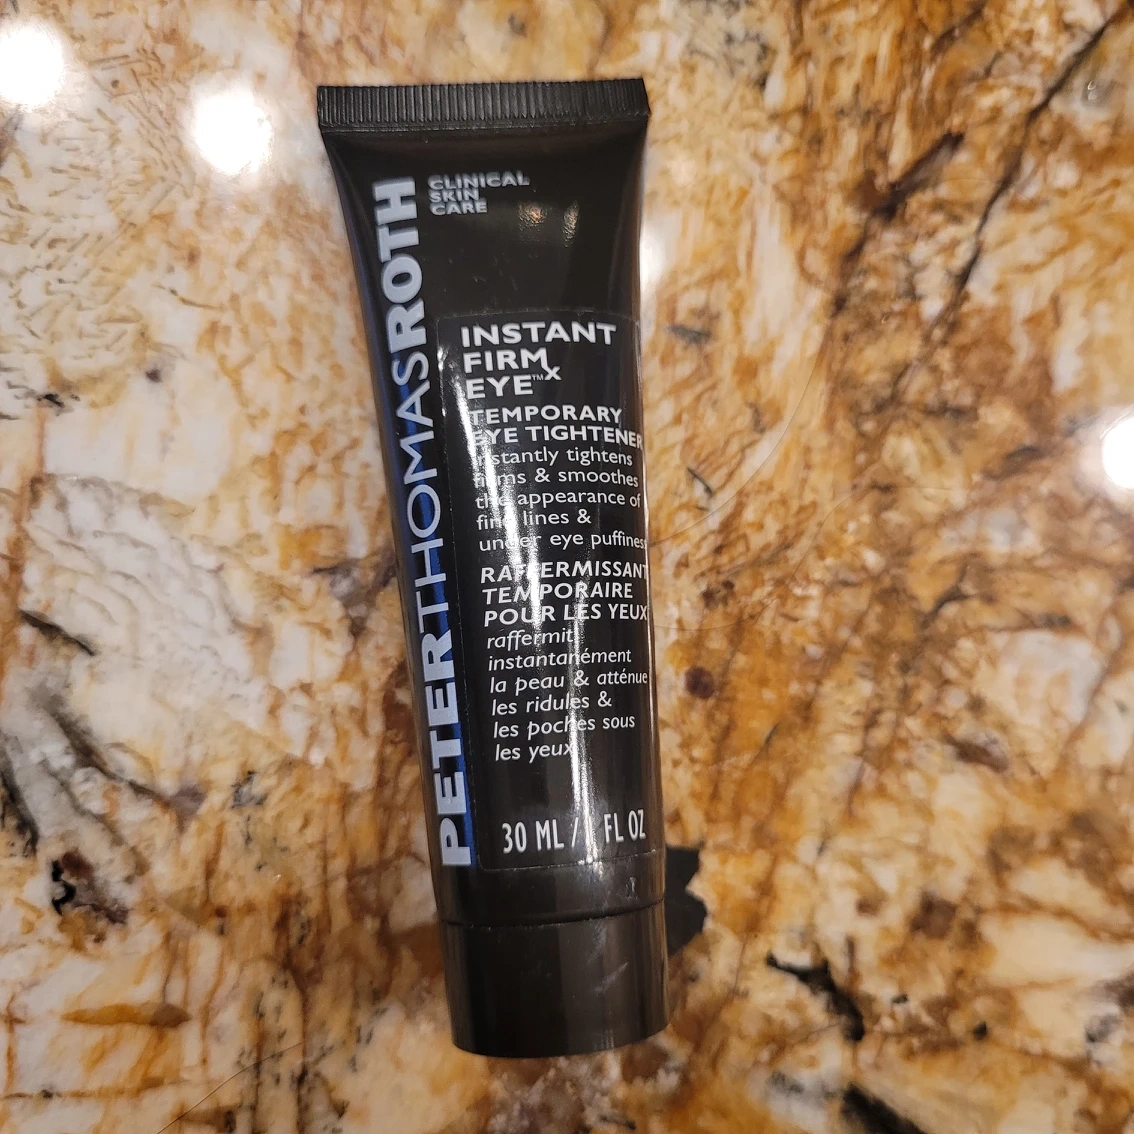 PETERTHOMASROTH
CLINICAL
SKIN
CARE
INSTANT
FIRMx
EYE™
TEMPORARY
EYE TIGHTENER
instantly tightens
firms & smoothes
the appearance of
fine lines &
under eye puffiness
RAFFERMISSANT
TEMPORAIRE
POUR LES YEUX
raffermit
instantanément
la peau & atténue
les ridules &
les poches sous
les yeux
30 ML / 1 FL OZ